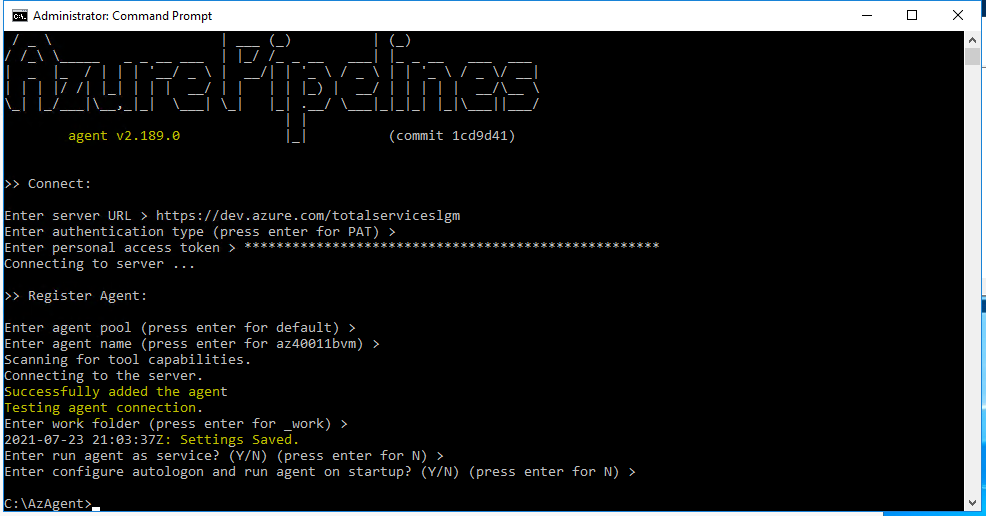 Administrator: Command Prompt
Azure Pipelines
agent v2.189.0 (commit 1cd9d41)
>> Connect:
Enter server URL > https://dev.azure.com/totalserviceslgm
Enter authentication type (press enter for PAT) >
Enter personal access token > ****************************************************
Connecting to server ...
>> Register Agent:
Enter agent pool (press enter for default) >
Enter agent name (press enter for az40011bvm) >
Scanning for tool capabilities.
Connecting to the server.
Successfully added the agent
Testing agent connection.
Enter work folder (press enter for _work) >
2021-07-23 21:03:37Z: Settings Saved.
Enter run agent as service? (Y/N) (press enter for N) >
Enter configure autologon and run agent on startup? (Y/N) (press enter for N) >
C:\AzAgent>